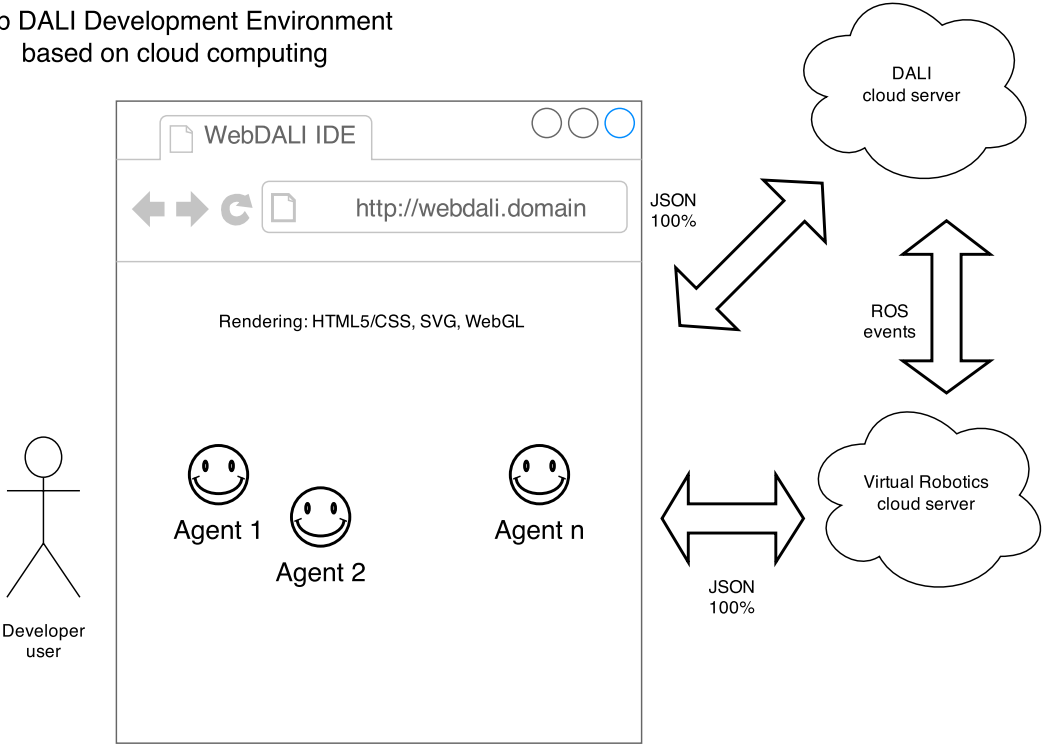 DALI Development Environment
based on cloud computing
DALI
cloud server
WebDALI IDE
http://webdali.domain
JSON
100%
Rendering: HTML5/CSS, SVG, WebGL
ROS
events
Virtual Robotics
cloud server
Agent 1
Agent 2
Agent n
JSON
100%
Developer
user